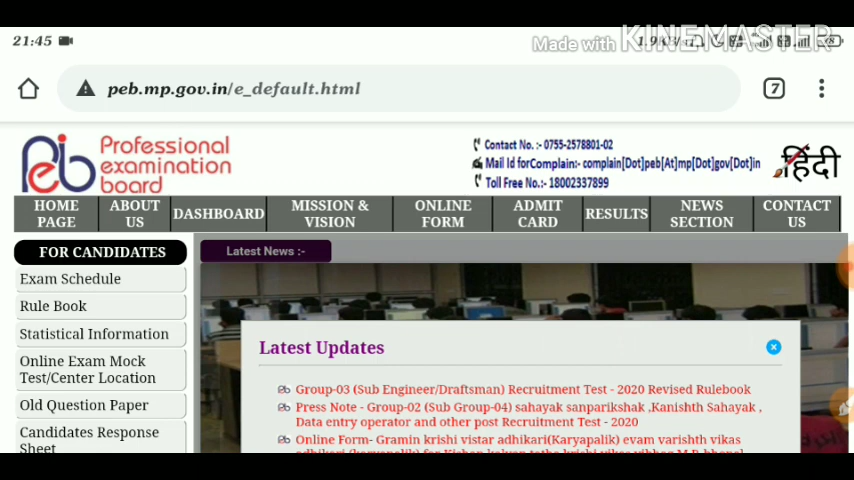 21:45
Made with KINEMASTER
peb.mp.gov.in/e_default.html
7
Professional
examination
board
Contact No. :- 0755-2578801-02
Mail Id forComplain:- complain[Dot]peb[At]mp[Dot]gov[Dot]in
Toll Free No.:- 18002337899
हिंदी
HOME PAGE
ABOUT US
DASHBOARD
MISSION & VISION
ONLINE FORM
ADMIT CARD
RESULTS
NEWS SECTION
CONTACT US
FOR CANDIDATES
Exam Schedule
Rule Book
Statistical Information
Online Exam Mock
Test/Center Location
Old Question Paper
Candidates Response
Sheet
Latest News :-
Latest Updates
Group-03 (Sub Engineer/Draftsman) Recruitment Test - 2020 Revised Rulebook
Press Note - Group-02 (Sub Group-04) sahayak sanparikshak ,Kanishth Sahayak ,
Data entry operator and other post Recruitment Test - 2020
Online Form- Gramin krishi vistar adhikari(Karyapalik) evam varishth vikas